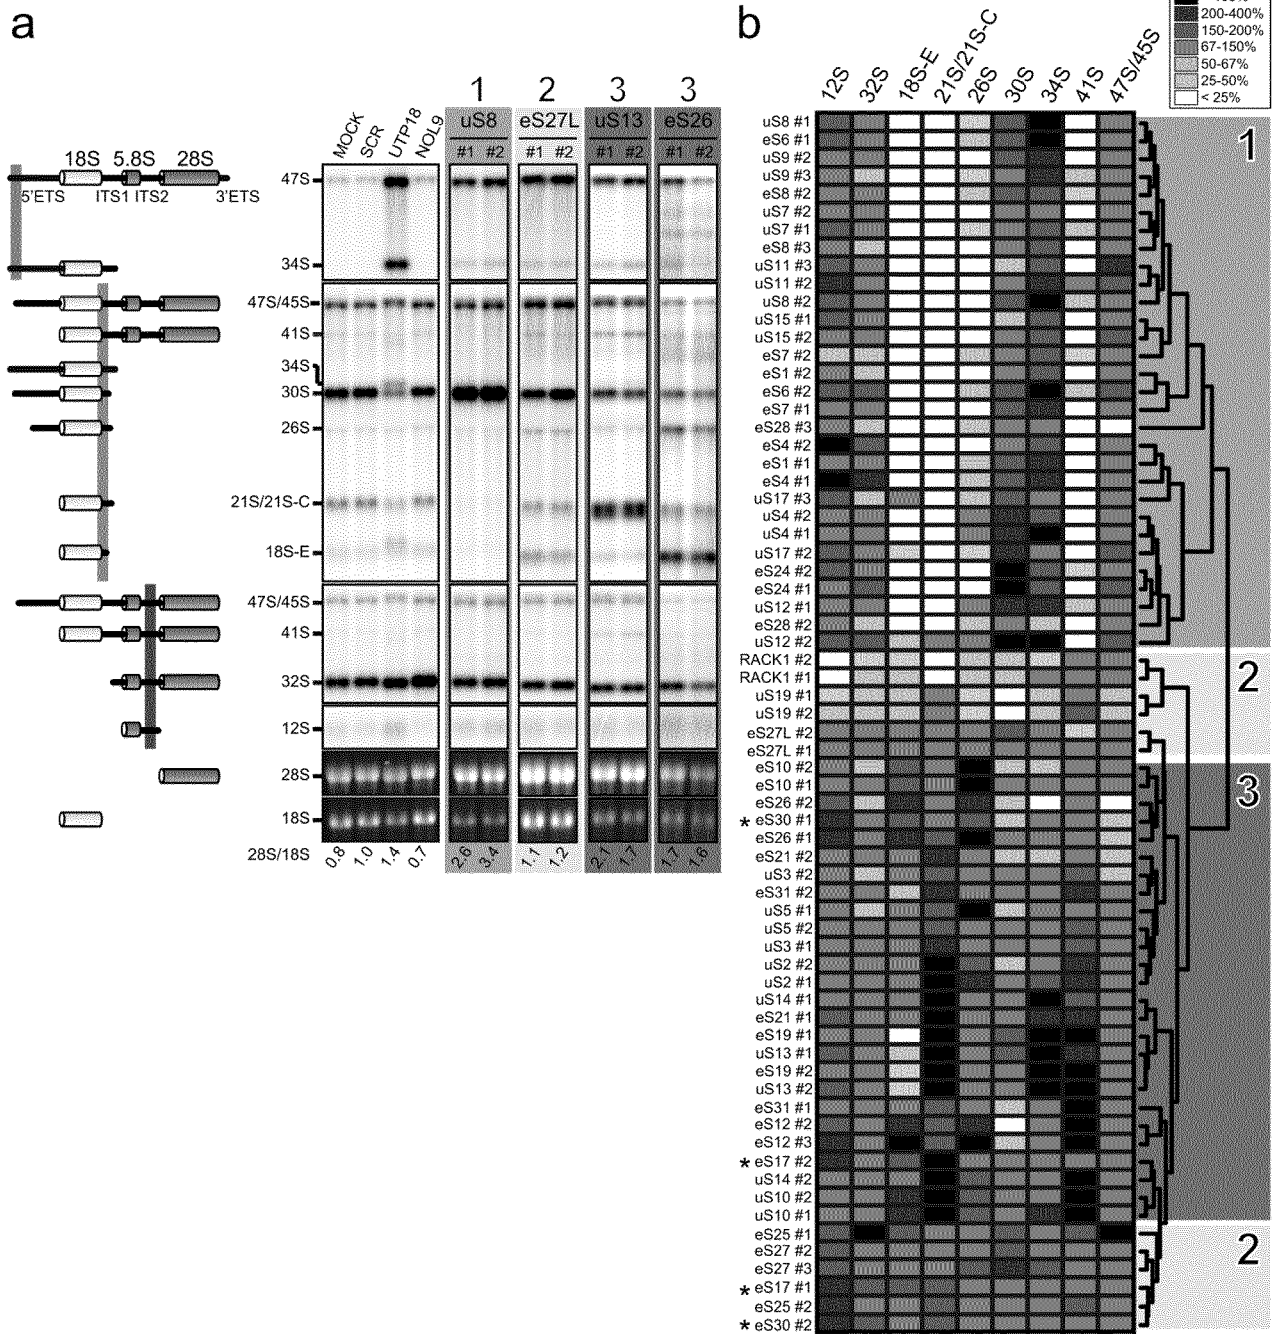 a
1 2 3 3
MOCK SCR UTP18 NOL9 uS8 eS27L uS13 eS26
#1 #2 #1 #2 #1 #2 #1 #2
18S 5.8S 28S
5'ETS ITS1 ITS2 3'ETS
47S
34S
47S/45S
41S
34S
30S
26S
21S/21S-C
18S-E
47S/45S
41S
32S
12S
28S
18S
28S/18S 0.8 1.0 1.4 0.7 2.6 3.4 1.1 1.2 2.1 1.7 1.7 1.6
b
200-400%
150-200%
67-150%
50-67%
25-50%
< 25%
12S 32S 18S-E 21S/21S-C 26S 30S 34S 41S 47S/45S
uS8 #1
eS6 #1
uS9 #2
uS9 #3
eS8 #2
uS7 #2
uS7 #1
eS8 #3
uS11 #3
uS11 #2
uS8 #2
uS15 #1
uS15 #2
eS7 #2
eS1 #2
eS6 #2
eS7 #1
eS28 #3
eS4 #2
eS1 #1
eS4 #1
uS17 #3
uS4 #2
uS4 #1
uS17 #2
eS24 #2
eS24 #1
uS12 #1
eS28 #2
uS12 #2
RACK1 #2
RACK1 #1
uS19 #1
uS19 #2
eS27L #2
eS27L #1
eS10 #2
eS10 #1
eS26 #2
* eS30 #1
eS26 #1
eS21 #2
uS3 #2
eS31 #2
uS5 #1
uS5 #2
uS3 #1
uS2 #2
uS2 #1
uS14 #1
eS21 #1
eS19 #1
uS13 #1
eS19 #2
uS13 #2
eS31 #1
eS12 #2
eS12 #3
* eS17 #2
uS14 #2
uS10 #2
uS10 #1
eS25 #1
eS27 #2
eS27 #3
* eS17 #1
eS25 #2
* eS30 #2
1
2
3
2